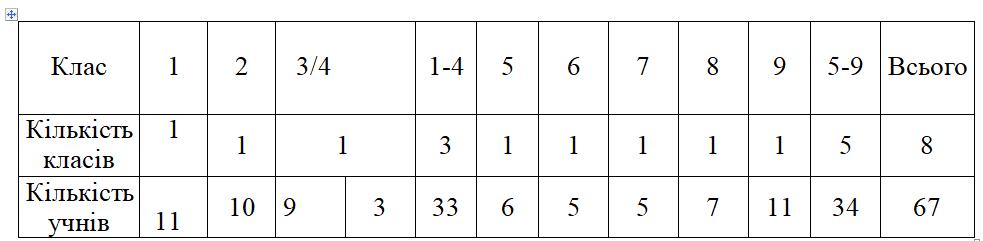 Клас 1 2 3/4 1-4 5 6 7 8 9 5-9 Всього
Кількість класів 1 1 1 3 1 1 1 1 1 5 8
Кількість учнів 11 10 9 3 33 6 5 5 7 11 34 67